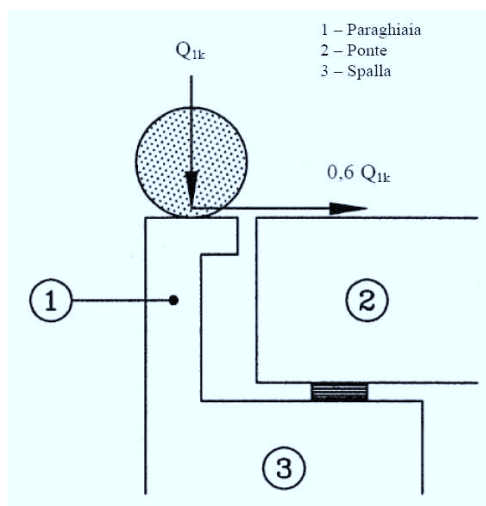 1 – Paraghiaia
2 – Ponte
3 – Spalla
Q1k
0,6 Q1k
1
2
3